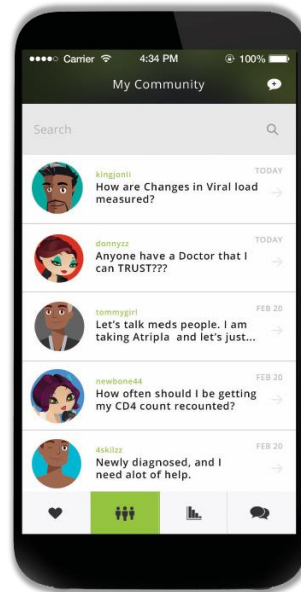 Carrier 4:34 PM 100%
My Community
Search
kingjonli TODAY
How are Changes in Viral load
measured?
donnyzz TODAY
Anyone have a Doctor that I
can TRUST???
tommygirl FEB 20
Let's talk meds people. I am
taking Atripla and let's just...
newbone44 FEB 20
How often should I be getting
my CD4 count recounted?
4skilzz FEB 20
Newly diagnosed, and I
need alot of help.